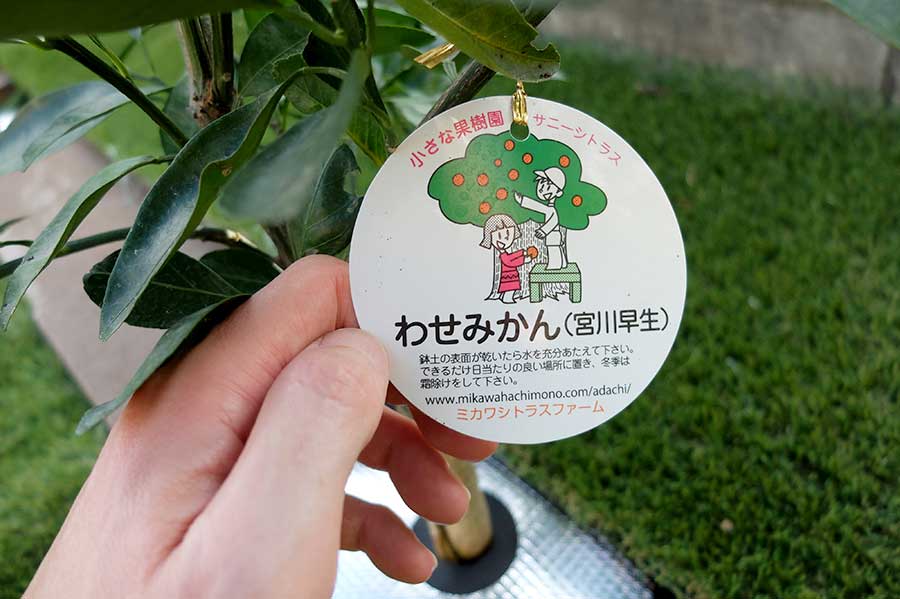 小さな果樹園 サニーシトラス
わせみかん(宮川早生)
鉢土の表面が乾いたら水を充分あたえて下さい。
できるだけ日当たりの良い場所に置き、冬季は
霜除けをして下さい。
www.mikawahachimono.com/adachi/
ミカワシトラスファーム